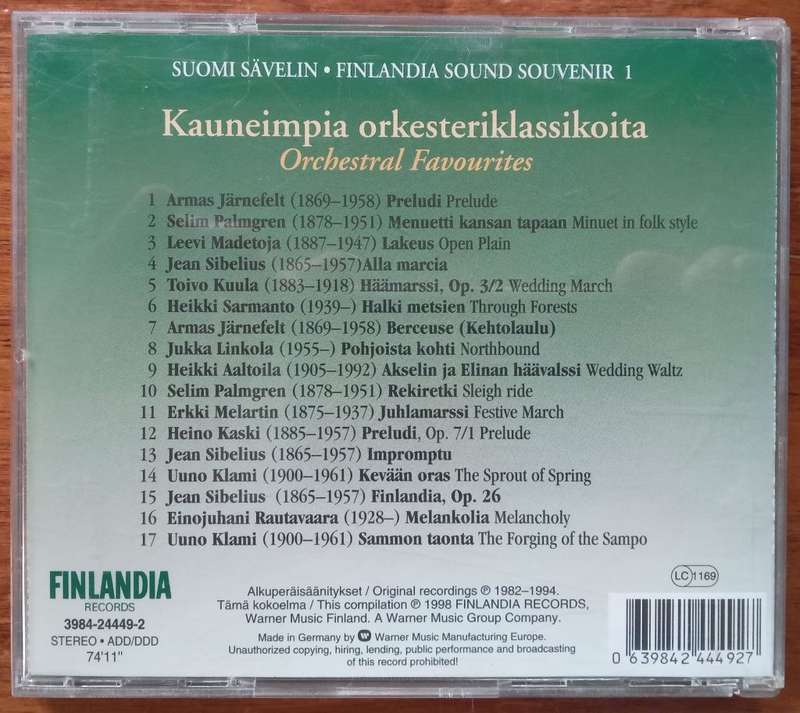 SUOMI SÄVELIN • FINLANDIA SOUND SOUVENIR 1
Kauneimpia orkesteriklassikoita
Orchestral Favourites
1 Armas Järnefelt (1869–1958) Preludi Prelude
2 Selim Palmgren (1878–1951) Menuetti kansan tapaan Minuet in folk style
3 Leevi Madetoja (1887–1947) Lakeus Open Plain
4 Jean Sibelius (1865–1957)Alla marcia
5 Toivo Kuula (1883–1918) Häämarssi, Op. 3/2 Wedding March
6 Heikki Sarmanto (1939–) Halki metsien Through Forests
7 Armas Järnefelt (1869–1958) Berceuse (Kehtolaulu)
8 Jukka Linkola (1955–) Pohjoista kohti Northbound
9 Heikki Aaltoila (1905–1992) Akselin ja Elinan häävalssi Wedding Waltz
10 Selim Palmgren (1878–1951) Rekiretki Sleigh ride
11 Erkki Melartin (1875–1937) Juhlamarssi Festive March
12 Heino Kaski (1885–1957) Preludi, Op. 7/1 Prelude
13 Jean Sibelius (1865–1957) Impromptu
14 Uuno Klami (1900–1961) Kevään oras The Sprout of Spring
15 Jean Sibelius (1865–1957) Finlandia, Op. 26
16 Einojuhani Rautavaara (1928–) Melankolia Melancholy
17 Uuno Klami (1900–1961) Sammon taonta The Forging of the Sampo
FINLANDIA
RECORDS
3984-24449-2
STEREO • ADD/DDD
74'11"
Alkuperäisäänitykset / Original recordings ℗ 1982–1994.
Tämä kokoelma / This compilation ℗ 1998 FINLANDIA RECORDS,
Warner Music Finland. A Warner Music Group Company.
Made in Germany by Warner Music Manufacturing Europe.
Unauthorized copying, hiring, lending, public performance and broadcasting
of this record prohibited!
LC 1169
0 639842 444927